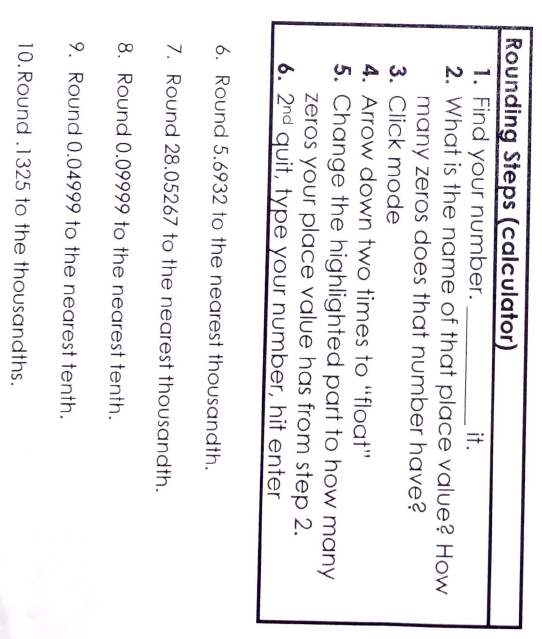 Rounding Steps (calculator)
1. Find your number. __________ it.
2. What is the name of that place value? How
many zeros does that number have?
3. Click mode
4. Arrow down two times to "float"
5. Change the highlighted part to how many
zeros your place value has from step 2.
6. 2nd quit, type your number, hit enter
6. Round 5.6932 to the nearest thousandth.
7. Round 28.05267 to the nearest thousandth.
8. Round 0.09999 to the nearest tenth.
9. Round 0.04999 to the nearest tenth.
10. Round .1325 to the thousandths.